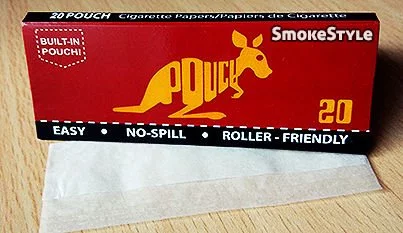 20 POUCH Cigarette Papers/Papiers de Cigarette
SmokeStyle
BUILT-IN
POUCH!
POUCH
20
EASY • NO-SPILL • ROLLER - FRIENDLY